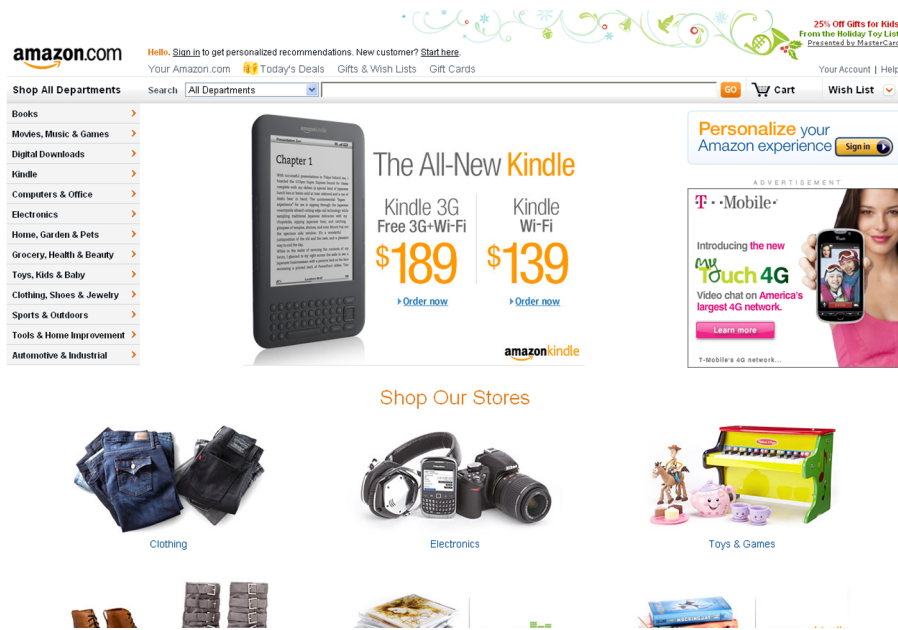 25% Off Gifts for Kids
From the Holiday Toy List
Presented by MasterCard
amazon.com
Hello. Sign in to get personalized recommendations. New customer? Start here.
Your Amazon.com Today's Deals Gifts & Wish Lists Gift Cards
Your Account | Help
Shop All Departments
Search All Departments GO
Cart
Wish List
Books
Movies, Music & Games
Digital Downloads
Kindle
Computers & Office
Electronics
Home, Garden & Pets
Grocery, Health & Beauty
Toys, Kids & Baby
Clothing, Shoes & Jewelry
Sports & Outdoors
Tools & Home Improvement
Automotive & Industrial
amazonkindle
Chapter 1
The All-New Kindle
Kindle 3G
Free 3G+Wi-Fi
$189
Order now
Kindle
Wi-Fi
$139
Order now
amazonkindle
Personalize your
Amazon experience
Sign in
ADVERTISEMENT
T-Mobile
Introducing the new
myTouch 4G
Video chat on America's
largest 4G network.
Learn more
T-Mobile's 4G network...
Shop Our Stores
Nikon
Clothing
Electronics
Toys & Games
MOCKINGJAY